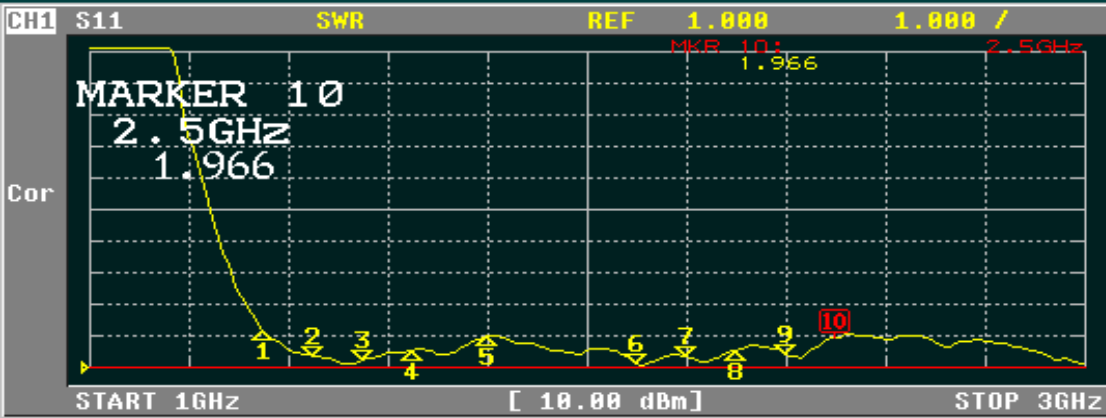 CH1 S11 SWR REF 1.000 1.000 /
MKR 10: 2.5GHz
1.966
MARKER 10
2.5GHz
1.966
Cor
10
2 3 6 7 9
1 4 5 8
START 1GHz [ 10.00 dBm] STOP 3GHz